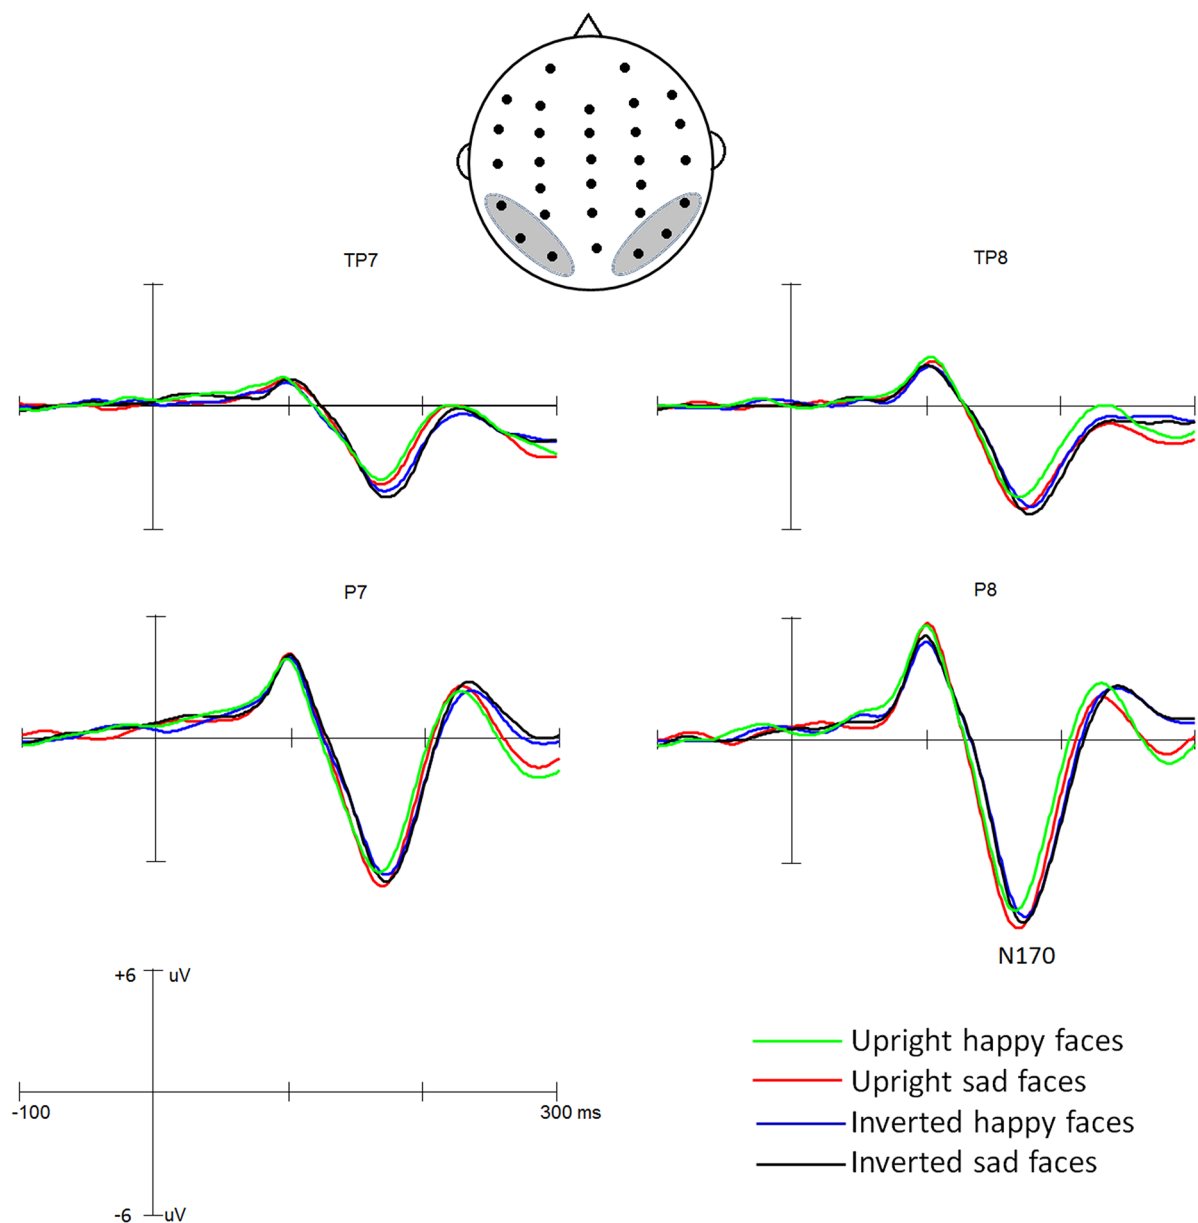 TP7
TP8
P7
P8
N170
+6 uV
-100
300 ms
-6 uV
Upright happy faces
Upright sad faces
Inverted happy faces
Inverted sad faces